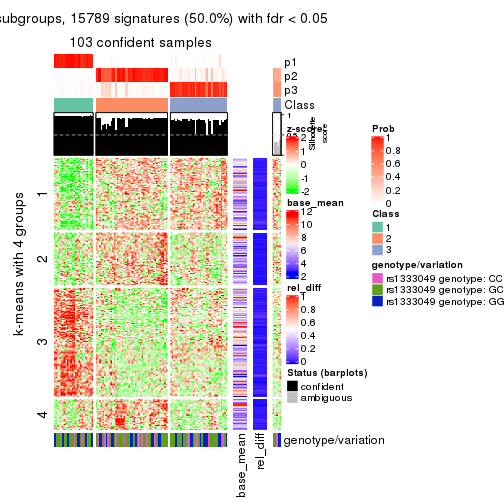 subgroups, 15789 signatures (50.0%) with fdr < 0.05
103 confident samples
p1
p2
p3
Class
1
Silhouette
score
k-means with 4 groups
1
2
3
4
genotype/variation
base_mean
rel_diff
z-score
2
1
0
-1
-2
base_mean
12
10
8
6
4
2
rel_diff
1
0.8
0.6
0.4
0.2
0
Status (barplots)
confident
ambiguous
Prob
1
0.8
0.6
0.4
0.2
0
Class
1
2
3
genotype/variation
rs1333049 genotype: CC
rs1333049 genotype: GC
rs1333049 genotype: GG